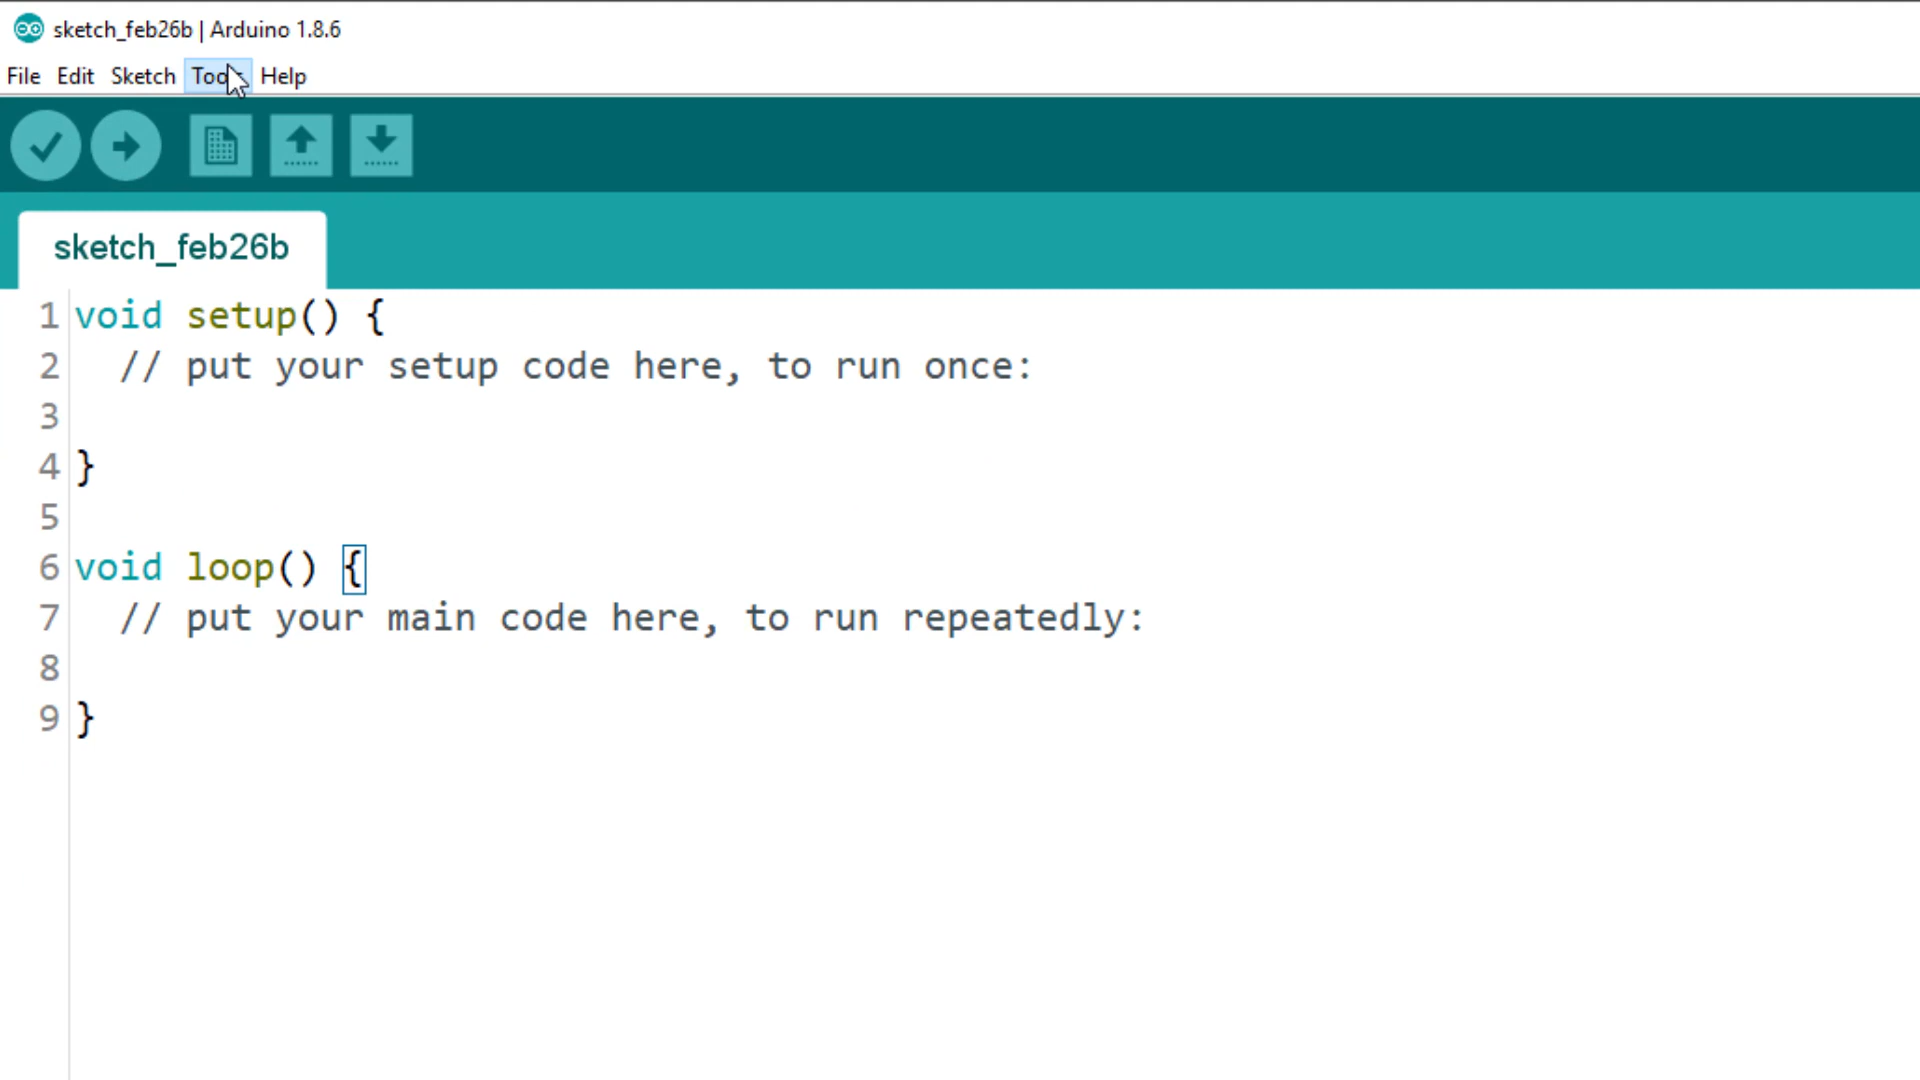 sketch_feb26b | Arduino 1.8.6
File Edit Sketch Help
sketch_feb26b
1 void setup() {
2 // put your setup code here, to run once:
3
4 }
5
6 void loop() {
7 // put your main code here, to run repeatedly:
8
9 }